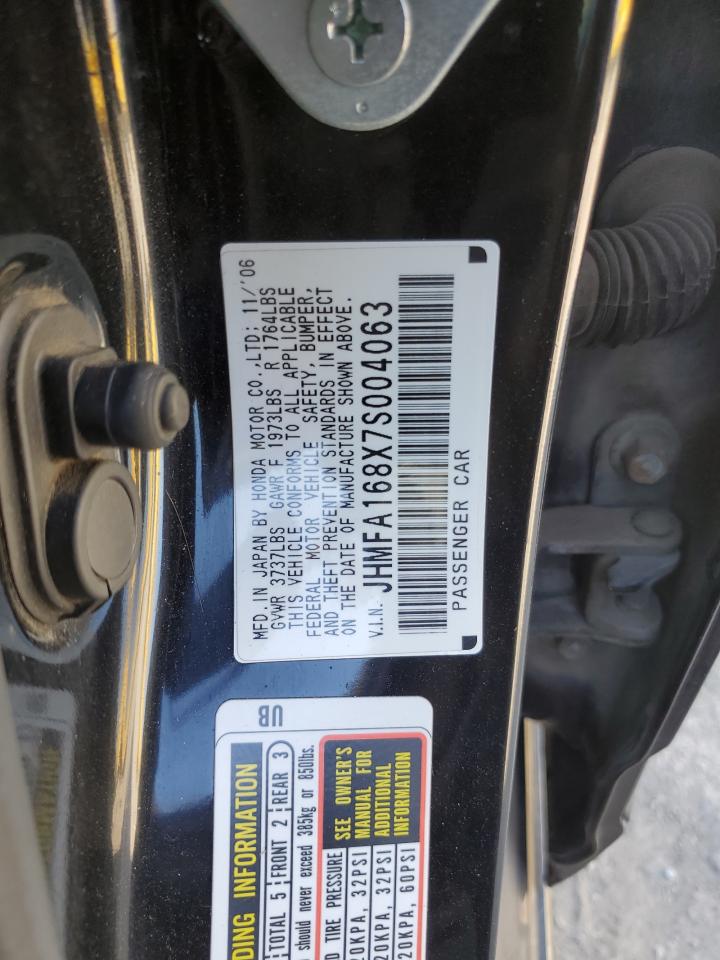 MFD. IN JAPAN BY HONDA MOTOR CO.,LTD; 11/'06
GVWR 3737LBS GAWR F 1973LBS R 1764LBS
THIS VEHICLE CONFORMS TO ALL APPLICABLE
FEDERAL MOTOR VEHICLE SAFETY, BUMPER,
AND THEFT PREVENTION STANDARDS IN EFFECT
ON THE DATE OF MANUFACTURE SHOWN ABOVE.
V.I.N. JHMFA168X7S004063
PASSENGER CAR
UB
INFORMATION
TOTAL 5 FRONT 2 REAR 3
should never exceed 385kg or 850lbs.
TIRE PRESSURE
SEE OWNER'S
MANUAL FOR
ADDITIONAL
INFORMATION
20KPA, 32PSI
20KPA, 32PSI
20KPA, 60PSI